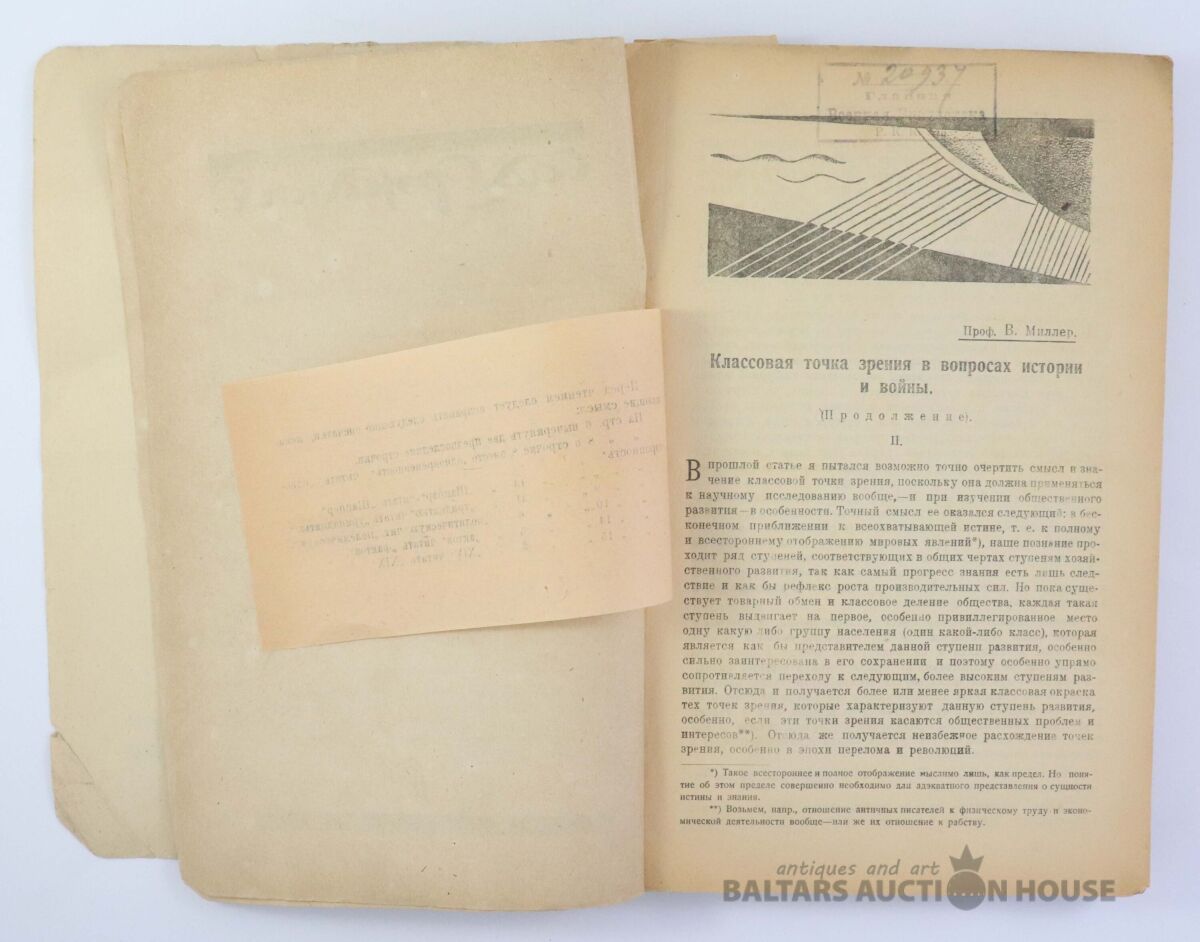 № 20937
Главная
Р. К.
Проф. В. Миллер.
Классовая точка зрения в вопросах истории
и войны.
(Продолжение).
II.
В прошлой статье я пытался возможно точно очертить смысл и зна-
чение классовой точки зрения, поскольку она должна применяться
к научному исследованию вообще,—и при изучении общественного
развития—в особенности. Точный смысл ее оказался следующий: в бес-
конечном приближении к всеохватывающей истине, т. е. к полному
и всестороннему отображению мировых явлений*), наше познание про-
ходит ряд ступеней, соответствующих в общих чертах ступеням хозяй-
ственного развития, так как самый прогресс знания есть лишь след-
ствие и как бы рефлекс роста производительных сил. Но пока суще-
ствует товарный обмен и классовое деление общества, каждая такая
ступень выдвигает на первое, особенно привиллегированное место
одну какую либо группу населения (один какой-либо класс), которая
является как бы представителем данной ступени развития, особенно
сильно заинтересована в его сохранении и поэтому особенно упрямо
сопротивляется переходу к следующим, более высоким ступеням раз-
вития. Отсюда и получается более или менее яркая классовая окраска
тех точек зрения, которые характеризуют данную ступень развития,
особенно, если эти точки зрения касаются общественных проблем и
интересов**). Отсюда же получается неизбежное расхождение точек
зрения, особенно в эпохи перелома и революций.
*) Такое всестороннее и полное отображение мыслимо лишь, как предел. Но поня-
тие об этом пределе совершенно необходимо для адэкватного представления о сущности
истины и знания.
**) Возьмем, напр., отношение античных писателей к физическому труду и эконо-
мической деятельности вообще—или же их отношение к рабству.
antiques and art
BALTARS AUCTION HOUSE